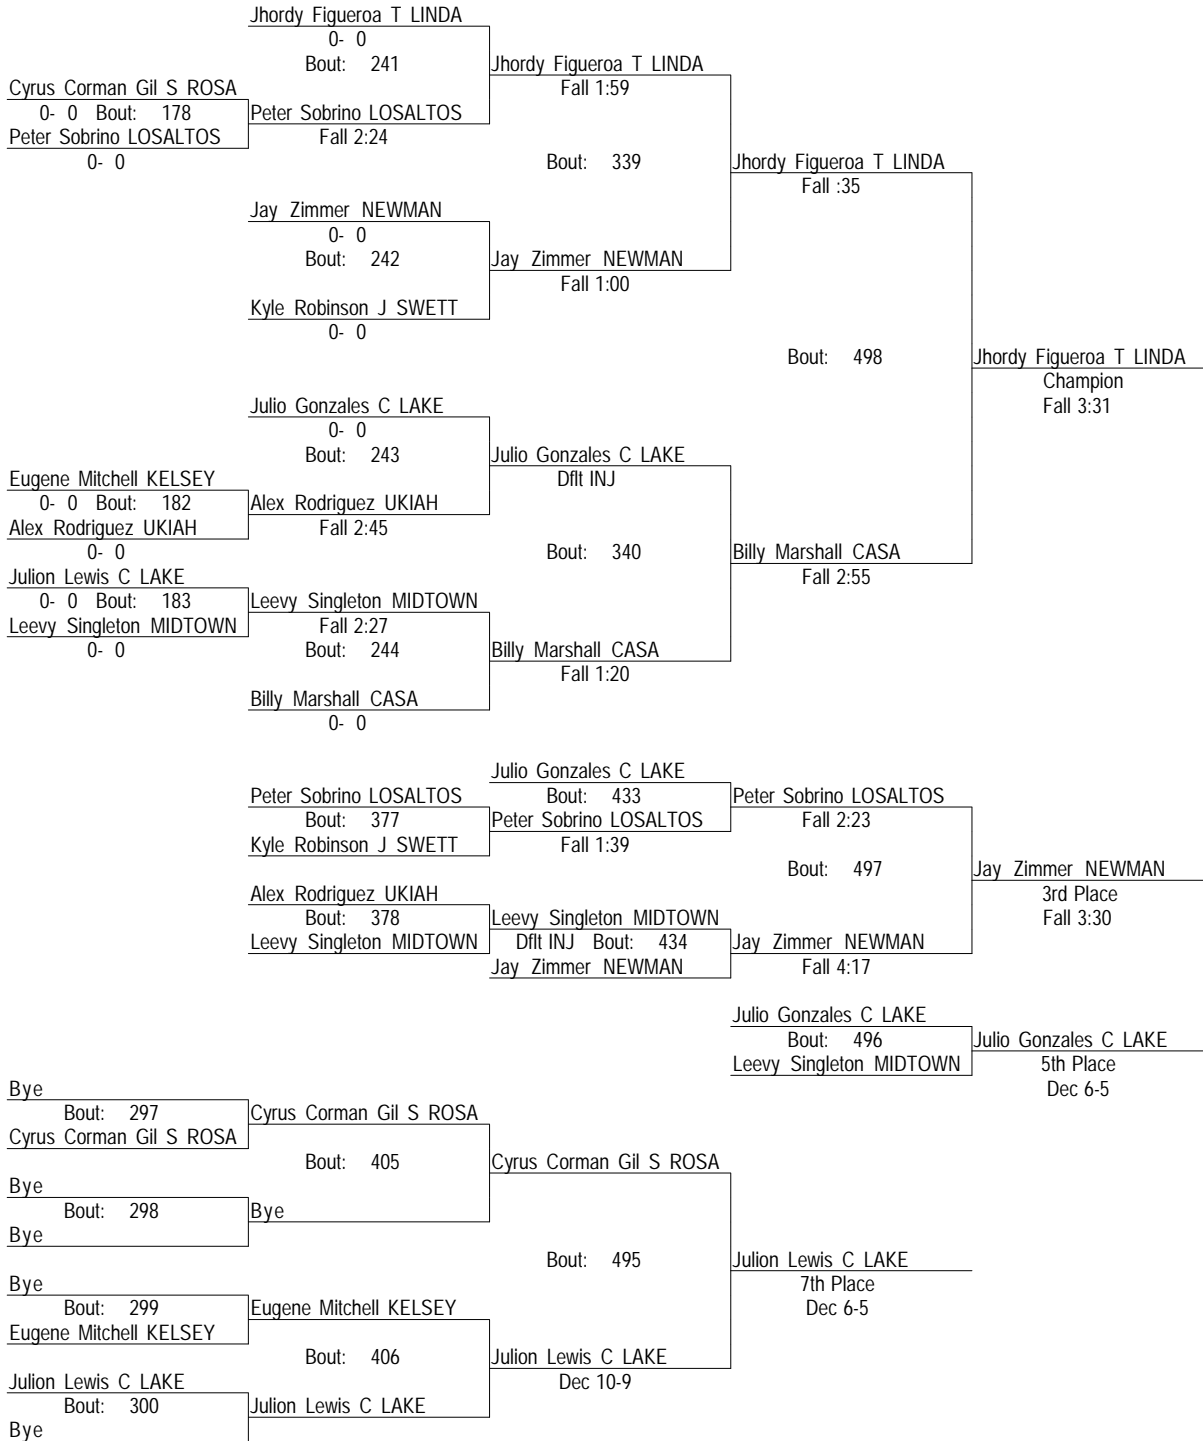 Jhordy Figueroa T LINDA
0- 0
Bout: 241
Jhordy Figueroa T LINDA
Fall 1:59
Cyrus Corman Gil S ROSA
0- 0 Bout: 178
Peter Sobrino LOSALTOS
0- 0
Peter Sobrino LOSALTOS
Fall 2:24
Bout: 339
Jhordy Figueroa T LINDA
Fall :35
Jay Zimmer NEWMAN
0- 0
Bout: 242
Jay Zimmer NEWMAN
Fall 1:00
Kyle Robinson J SWETT
0- 0
Bout: 498
Jhordy Figueroa T LINDA
Champion
Fall 3:31
Julio Gonzales C LAKE
0- 0
Bout: 243
Julio Gonzales C LAKE
Dflt INJ
Eugene Mitchell KELSEY
0- 0 Bout: 182
Alex Rodriguez UKIAH
0- 0
Alex Rodriguez UKIAH
Fall 2:45
Bout: 340
Billy Marshall CASA
Fall 2:55
Julion Lewis C LAKE
0- 0 Bout: 183
Leevy Singleton MIDTOWN
0- 0
Leevy Singleton MIDTOWN
Fall 2:27
Bout: 244
Billy Marshall CASA
Fall 1:20
Billy Marshall CASA
0- 0
Julio Gonzales C LAKE
Peter Sobrino LOSALTOS
Bout: 377
Kyle Robinson J SWETT
Bout: 433
Peter Sobrino LOSALTOS
Fall 1:39
Peter Sobrino LOSALTOS
Fall 2:23
Bout: 497
Jay Zimmer NEWMAN
3rd Place
Fall 3:30
Alex Rodriguez UKIAH
Bout: 378
Leevy Singleton MIDTOWN
Leevy Singleton MIDTOWN
Dflt INJ Bout: 434
Jay Zimmer NEWMAN
Jay Zimmer NEWMAN
Fall 4:17
Julio Gonzales C LAKE
Bout: 496
Leevy Singleton MIDTOWN
Julio Gonzales C LAKE
5th Place
Dec 6-5
Bye
Bout: 297
Cyrus Corman Gil S ROSA
Cyrus Corman Gil S ROSA
Bout: 405
Cyrus Corman Gil S ROSA
Bye
Bout: 298
Bye
Bye
Bout: 495
Julion Lewis C LAKE
7th Place
Dec 6-5
Bye
Bout: 299
Eugene Mitchell KELSEY
Eugene Mitchell KELSEY
Bout: 406
Julion Lewis C LAKE
Dec 10-9
Julion Lewis C LAKE
Bout: 300
Bye
Julion Lewis C LAKE